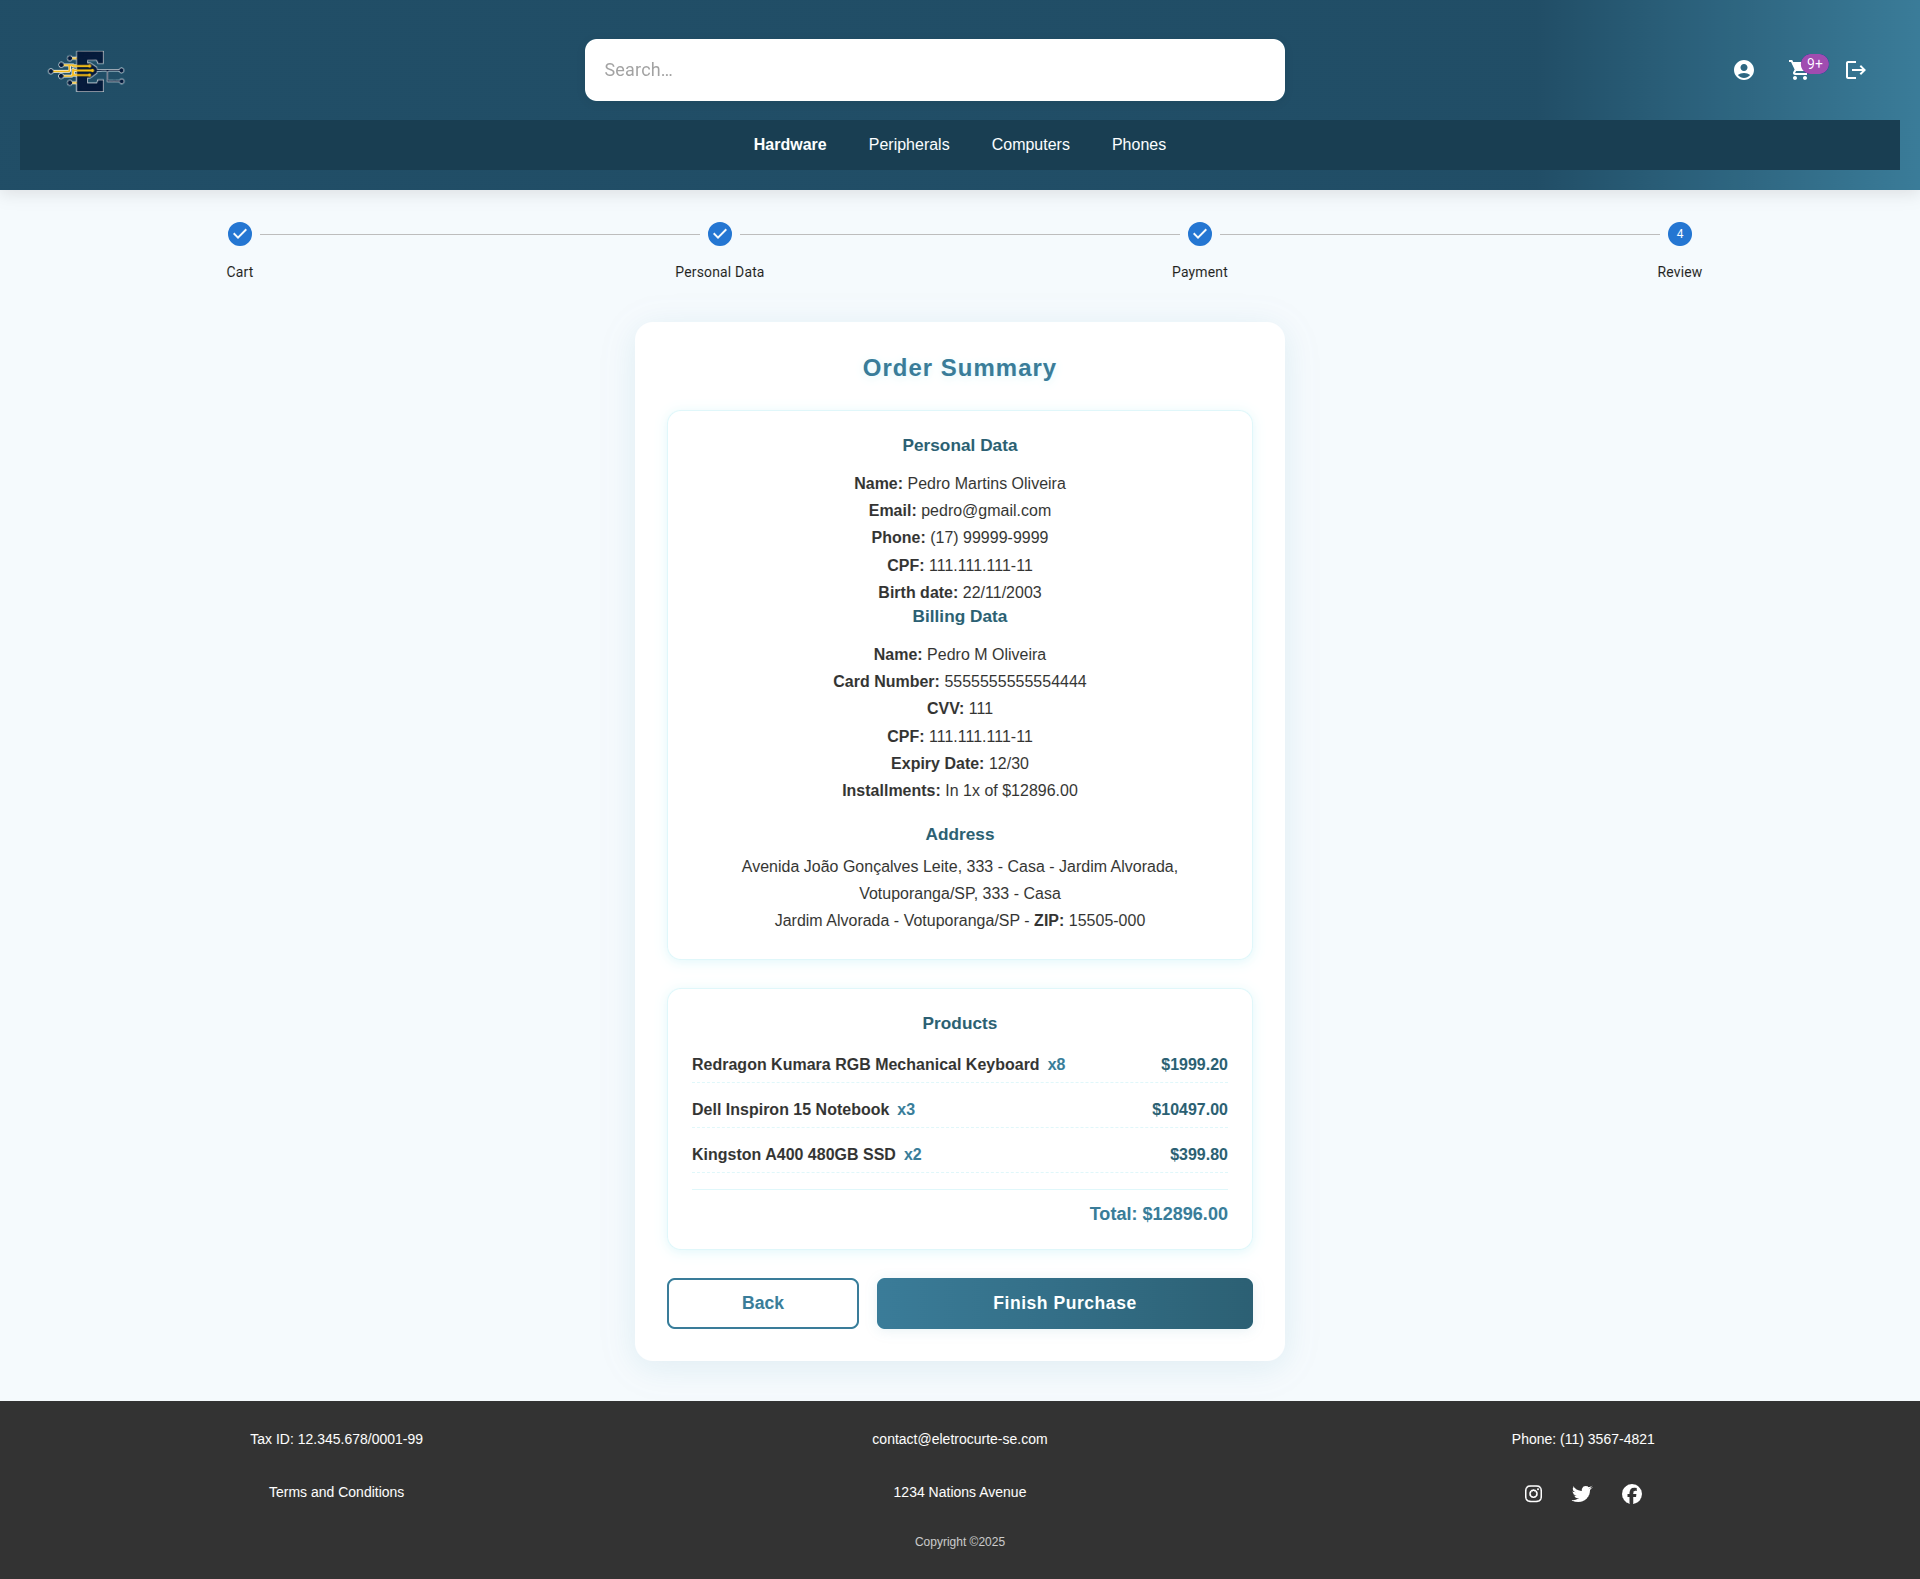 Search...
9+
Hardware Peripherals Computers Phones
4
Cart Personal Data Payment Review
Order Summary
Personal Data
Name: Pedro Martins Oliveira
Email: pedro@gmail.com
Phone: (17) 99999-9999
CPF: 111.111.111-11
Birth date: 22/11/2003
Billing Data
Name: Pedro M Oliveira
Card Number: 5555555555554444
CVV: 111
CPF: 111.111.111-11
Expiry Date: 12/30
Installments: In 1x of $12896.00
Address
Avenida João Gonçalves Leite, 333 - Casa - Jardim Alvorada,
Votuporanga/SP, 333 - Casa
Jardim Alvorada - Votuporanga/SP - ZIP: 15505-000
Products
Redragon Kumara RGB Mechanical Keyboard x8 $1999.20
Dell Inspiron 15 Notebook x3 $10497.00
Kingston A400 480GB SSD x2 $399.80
Total: $12896.00
Back Finish Purchase
Tax ID: 12.345.678/0001-99 contact@eletrocurte-se.com Phone: (11) 3567-4821
Terms and Conditions 1234 Nations Avenue
Copyright ©2025